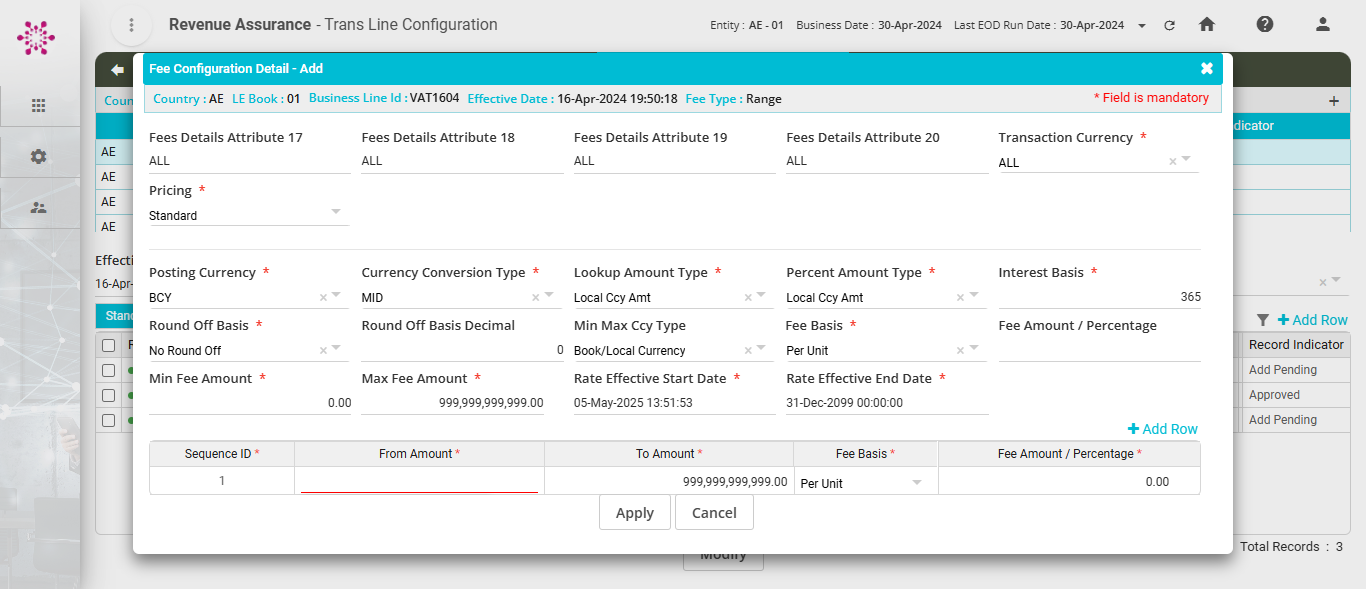 Revenue Assurance - Trans Line Configuration
Entity : AE - 01 Business Date : 30-Apr-2024 Last EOD Run Date : 30-Apr-2024
Fee Configuration Detail - Add
Country : AE LE Book : 01 Business Line Id : VAT1604 Effective Date : 16-Apr-2024 19:50:18 Fee Type : Range
* Field is mandatory
Coun
dicator
AE
AE
AE
AE
Effecti
16-Apr-
Stan
F
Fees Details Attribute 17 Fees Details Attribute 18 Fees Details Attribute 19 Fees Details Attribute 20 Transaction Currency *
ALL ALL ALL ALL ALL
Pricing *
Standard
Posting Currency * Currency Conversion Type * Lookup Amount Type * Percent Amount Type * Interest Basis *
BCY MID Local Ccy Amt Local Ccy Amt 365
Round Off Basis * Round Off Basis Decimal Min Max Ccy Type Fee Basis * Fee Amount / Percentage
No Round Off 0 Book/Local Currency Per Unit
Min Fee Amount * Max Fee Amount * Rate Effective Start Date * Rate Effective End Date *
0.00 999,999,999,999.00 05-May-2025 13:51:53 31-Dec-2099 00:00:00
Add Row
Sequence ID * From Amount * To Amount * Fee Basis * Fee Amount / Percentage *
1 999,999,999,999.00 Per Unit 0.00
Apply Cancel
Modify
Add Row
Record Indicator
Add Pending
Approved
Add Pending
Total Records : 3